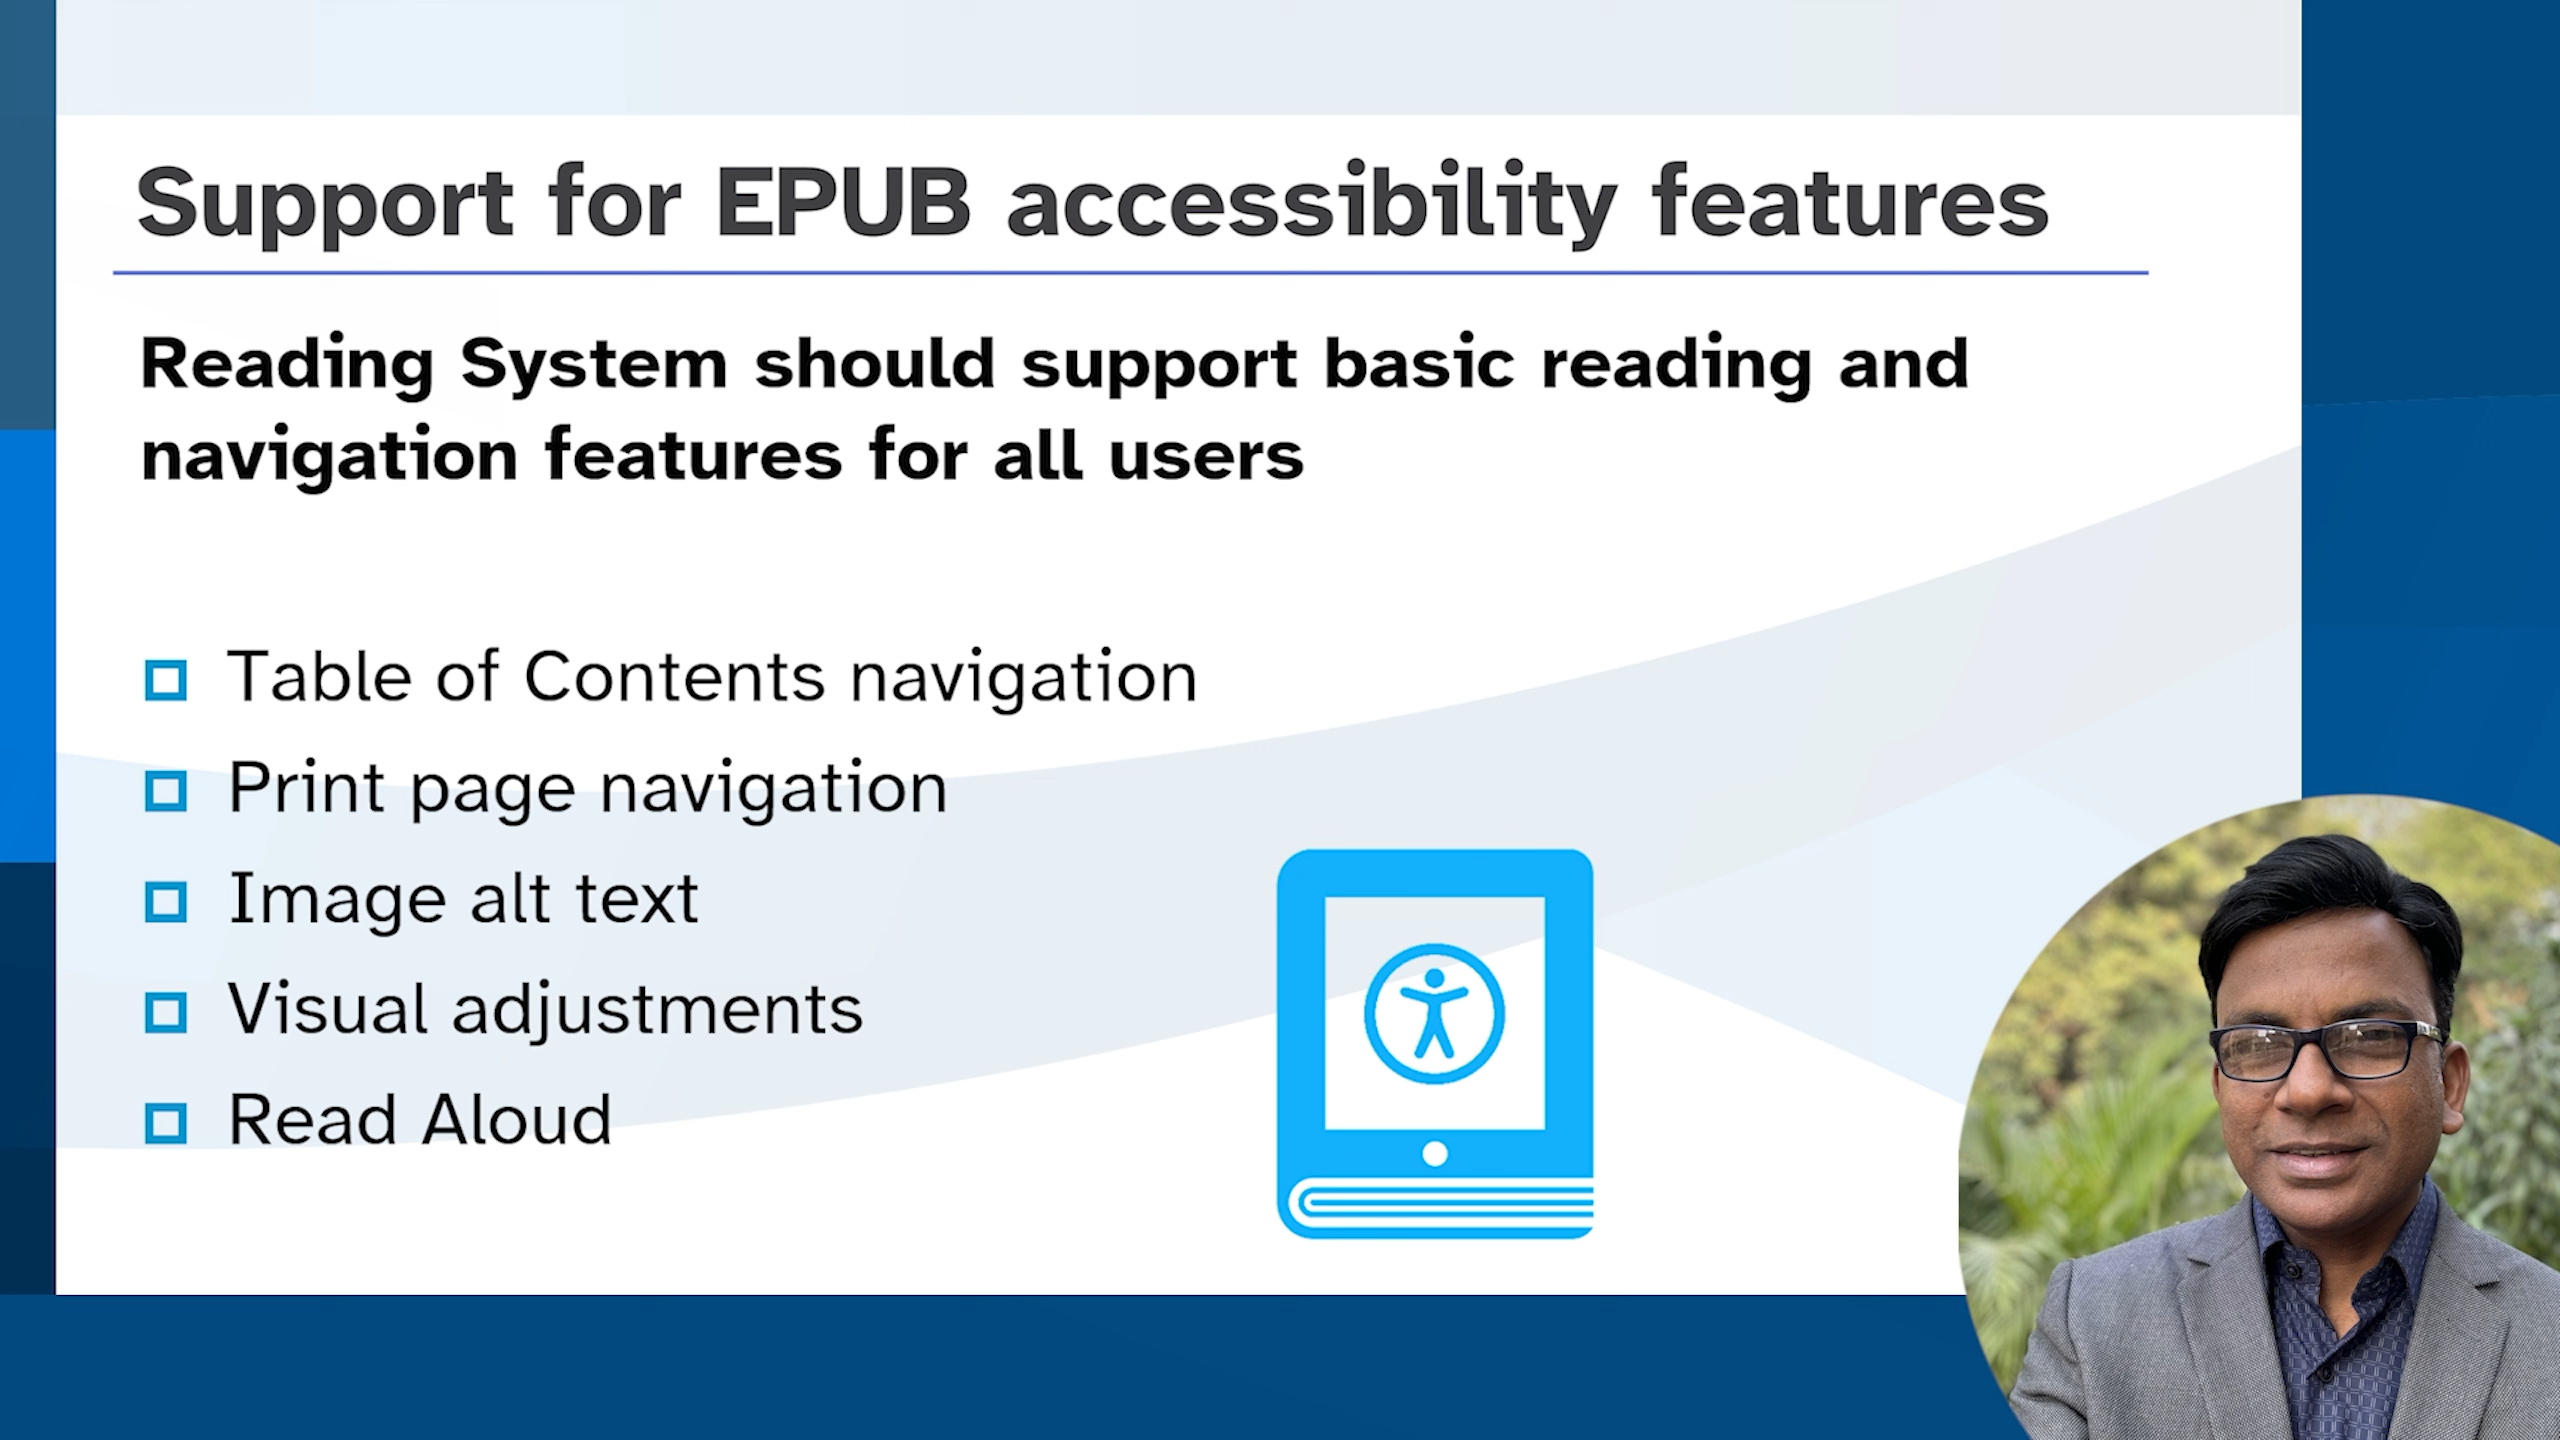 Support for EPUB accessibility features
Reading System should support basic reading and
navigation features for all users
Table of Contents navigation
Print page navigation
Image alt text
Visual adjustments
Read Aloud